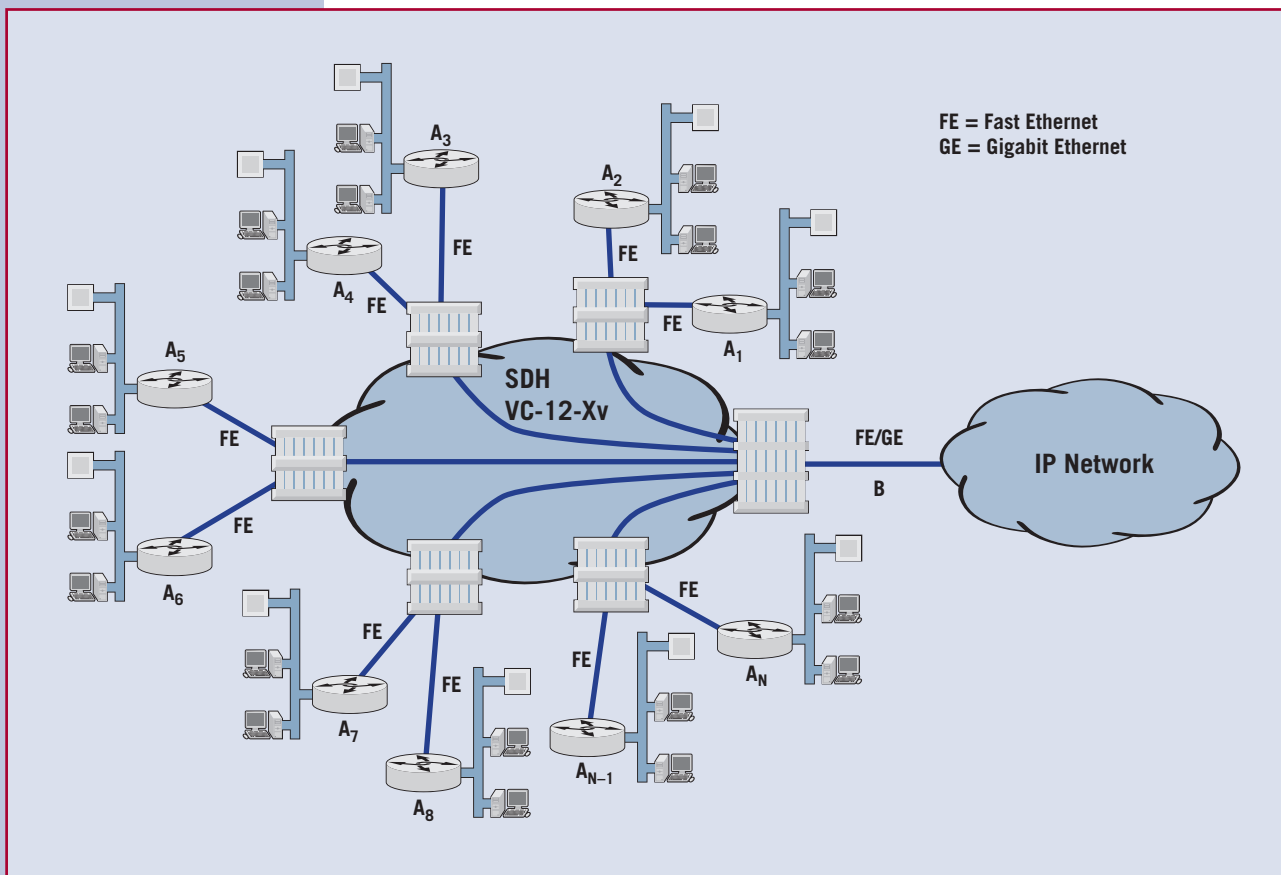 FE = Fast Ethernet
GE = Gigabit Ethernet
A3
A2
A4
FE
FE
FE
FE
A1
A5
SDH
VC-12-Xv
FE
FE/GE
IP Network
B
FE
A6
FE
FE
FE
FE
A7
AN
AN–1
A8